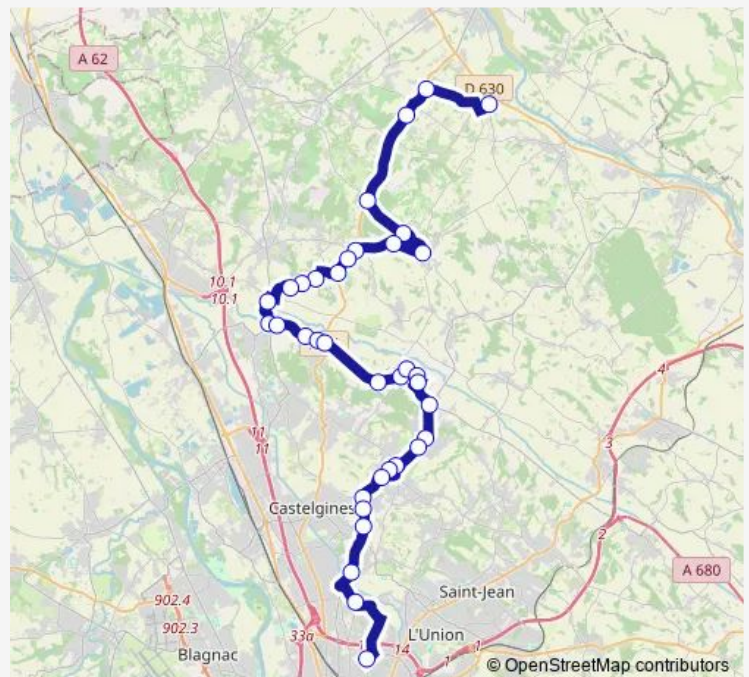 A 62
D 630
10.1
10.1
4
11
11
3
Castelgines
2
A 680
Saint-Jean
902.4
902.3
33a
L'Union
14
1
1
Blagnac
© OpenStreetMap contributors